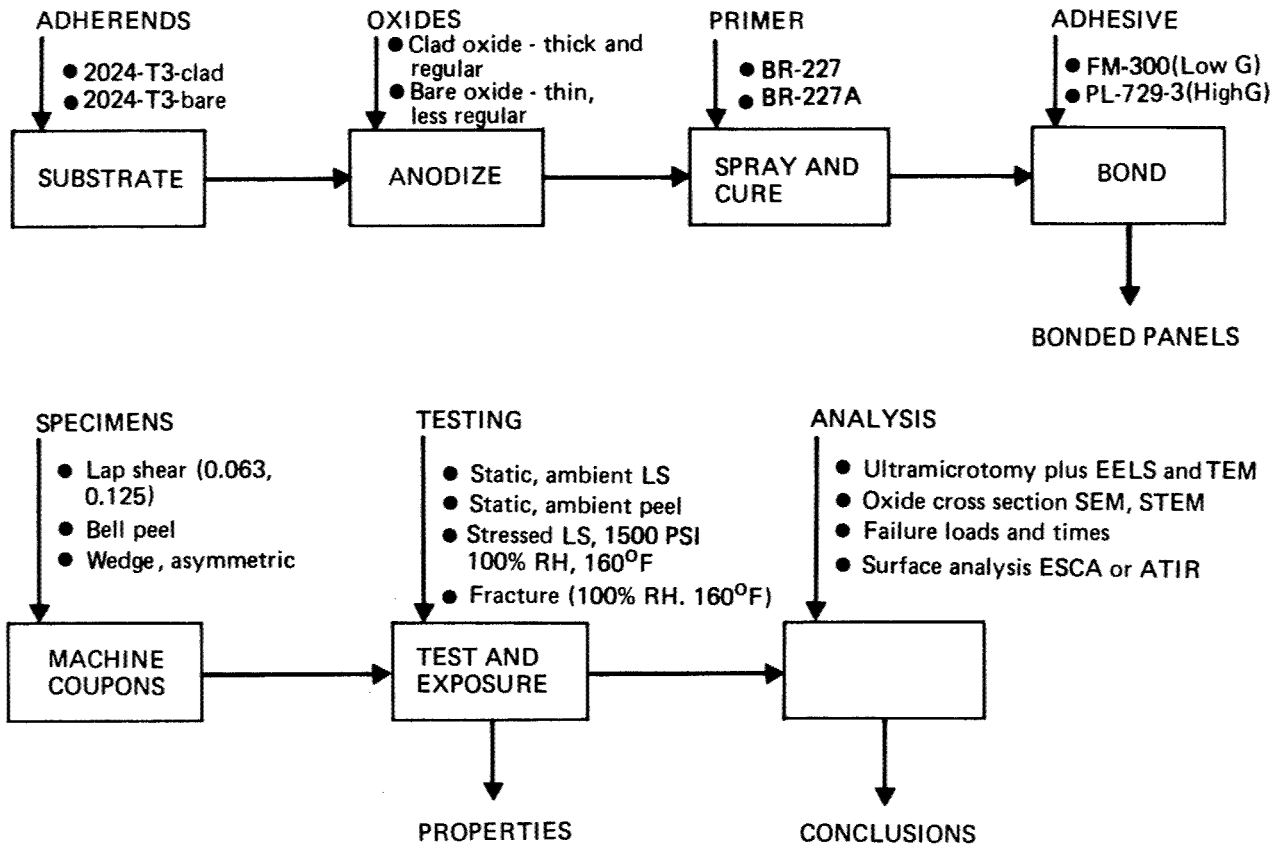 ADHERENDS
● 2024-T3-clad
● 2024-T3-bare
SUBSTRATE
OXIDES
● Clad oxide - thick and
regular
● Bare oxide - thin,
less regular
ANODIZE
PRIMER
● BR-227
● BR-227A
SPRAY AND
CURE
ADHESIVE
● FM-300(Low G)
● PL-729-3(HighG)
BOND
BONDED PANELS
SPECIMENS
● Lap shear (0.063,
0.125)
● Bell peel
● Wedge, asymmetric
MACHINE
COUPONS
TESTING
● Static, ambient LS
● Static, ambient peel
● Stressed LS, 1500 PSI
100% RH, 160°F
● Fracture (100% RH. 160°F)
TEST AND
EXPOSURE
PROPERTIES
ANALYSIS
● Ultramicrotomy plus EELS and TEM
● Oxide cross section SEM, STEM
● Failure loads and times
● Surface analysis ESCA or ATIR
CONCLUSIONS